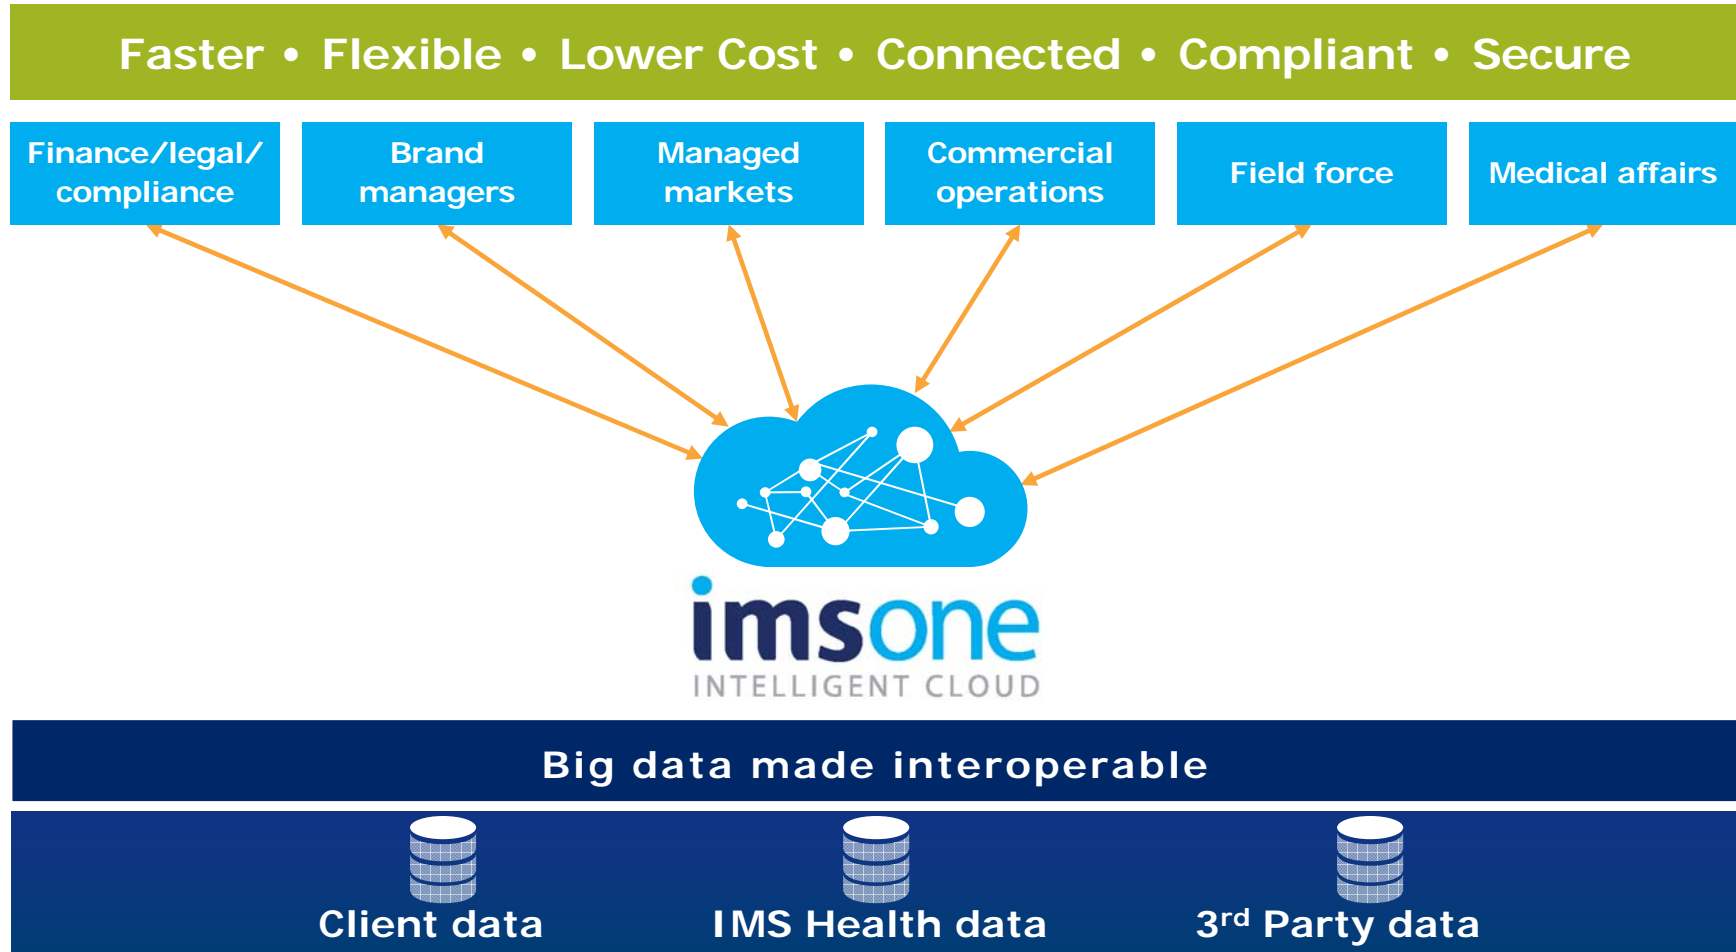 Faster • Flexible • Lower Cost • Connected • Compliant • Secure
Finance/legal/
compliance
Brand
managers
Managed
markets
Commercial
operations
Field force
Medical affairs
imsone
INTELLIGENT CLOUD
Big data made interoperable
Client data
IMS Health data
3rd Party data